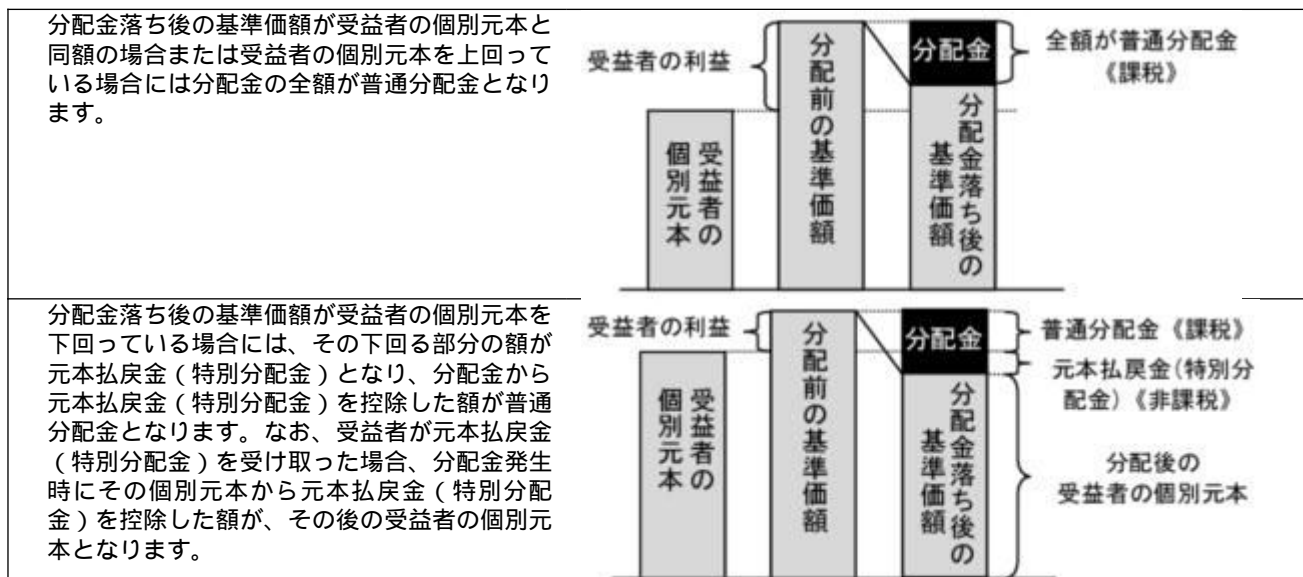 分配金落ち後の基準価額が受益者の個別元本と
同額の場合または受益者の個別元本を上回って
いる場合には分配金の全額が普通分配金となり
ます。
受益者の利益
受益者の
個別元本
分配前の基準価額
分配金
分配金落ち後の
基準価額
全額が普通分配金
《課税》
分配金落ち後の基準価額が受益者の個別元本を
下回っている場合には、その下回る部分の額が
元本払戻金（特別分配金）となり、分配金から
元本払戻金（特別分配金）を控除した額が普通
分配金となります。なお、受益者が元本払戻金
（特別分配金）を受け取った場合、分配金発生
時にその個別元本から元本払戻金（特別分配
金）を控除した額が、その後の受益者の個別元
本となります。
受益者の利益
受益者の
個別元本
分配前の基準価額
分配金
分配金落ち後の
基準価額
普通分配金《課税》
元本払戻金(特別分
配金)《非課税》
分配後の
受益者の個別元本